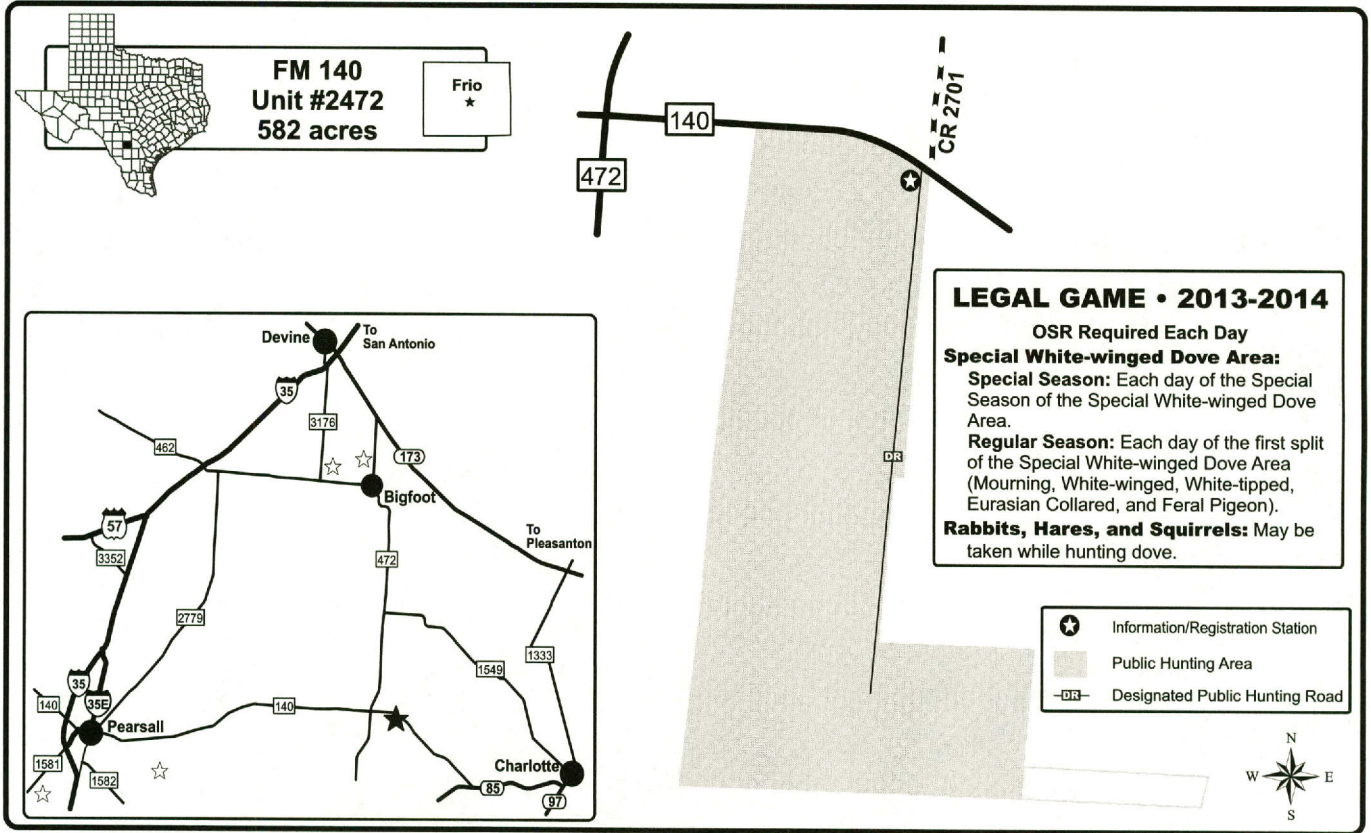 FM 140
Unit #2472
582 acres
Frio
140
472
CR 2701
DR
LEGAL GAME • 2013-2014
OSR Required Each Day
Special White-winged Dove Area:
Special Season: Each day of the Special
Season of the Special White-winged Dove
Area.
Regular Season: Each day of the first split
of the Special White-winged Dove Area
(Mourning, White-winged, White-tipped,
Eurasian Collared, and Feral Pigeon).
Rabbits, Hares, and Squirrels: May be
taken while hunting dove.
Information/Registration Station
Public Hunting Area
DR Designated Public Hunting Road
N
W E
S
Devine
To
San Antonio
35
3176
462
173
Bigfoot
57
To
Pleasanton
3352
472
2779
1549
1333
35
35E
140
140
Pearsall
1581
1582
Charlotte
85
97